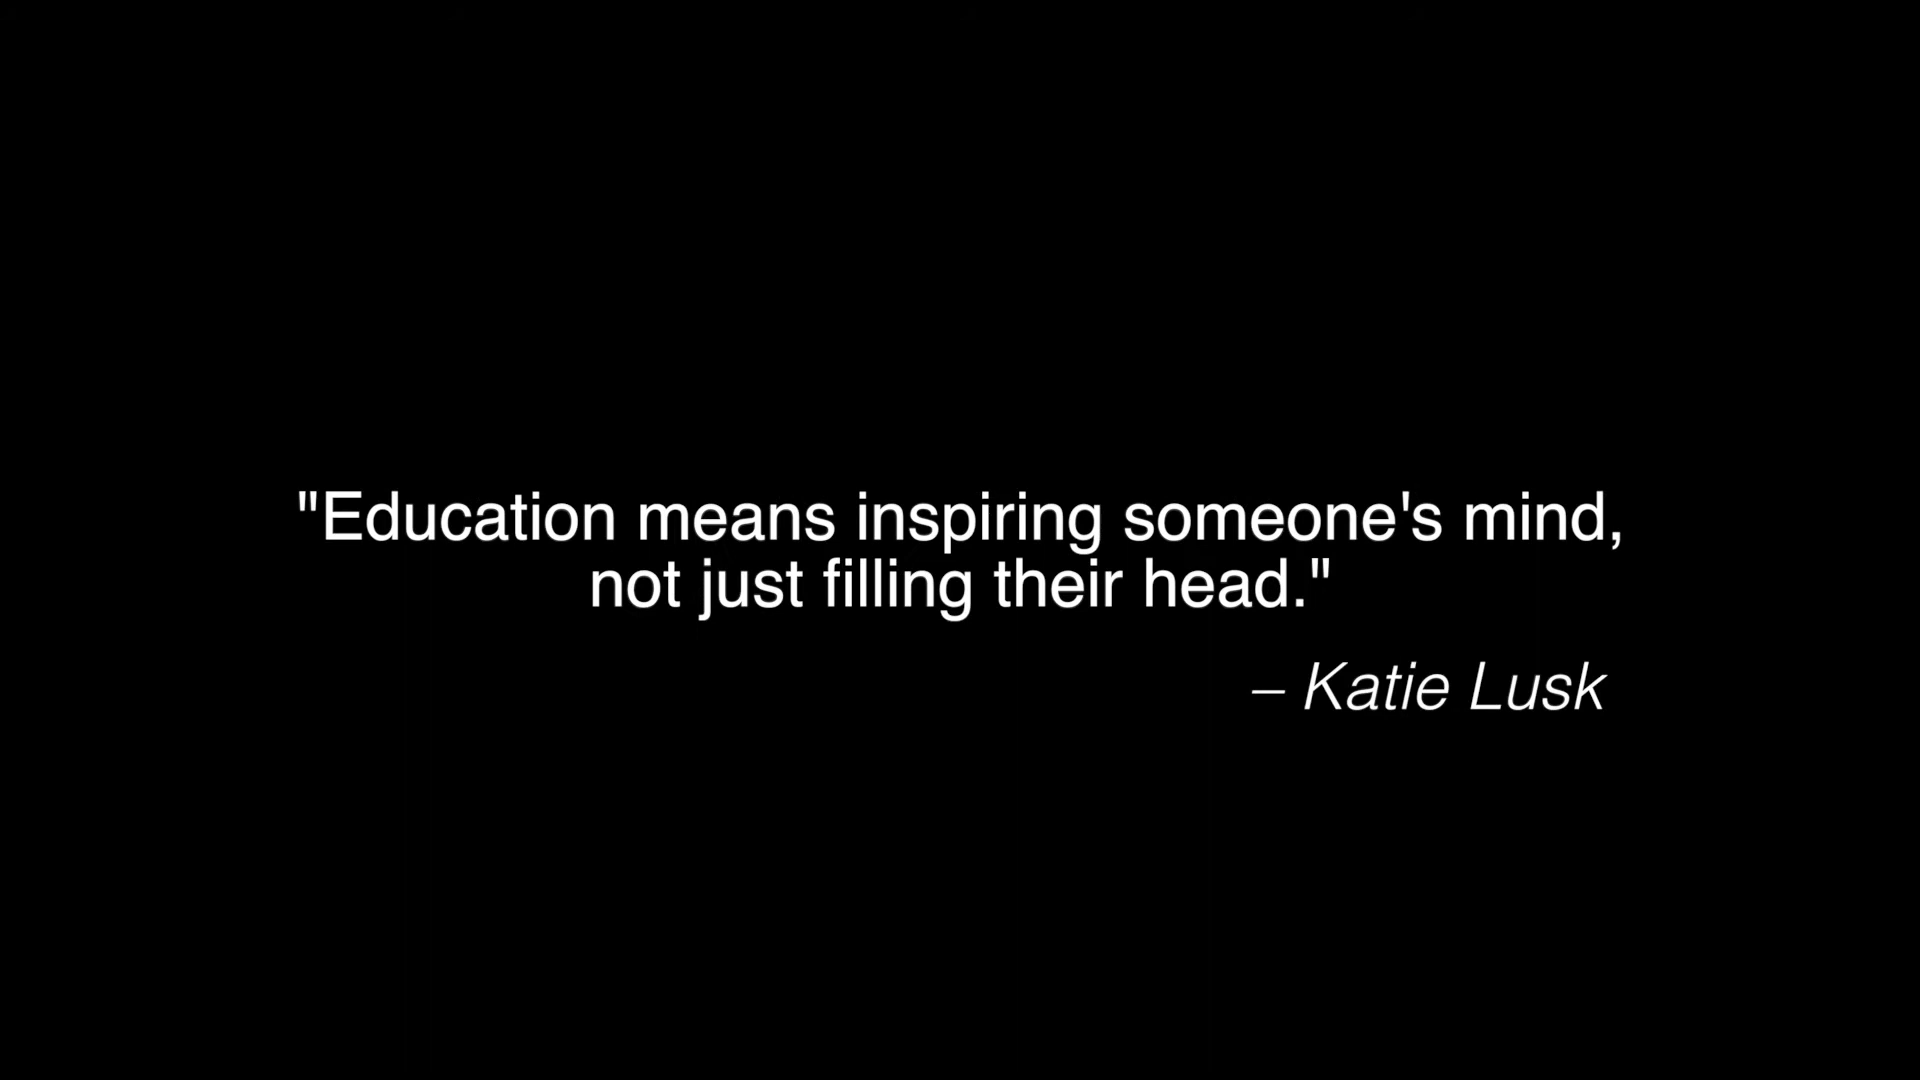 "Education means inspiring someone's mind,
not just filling their head."
– Katie Lusk